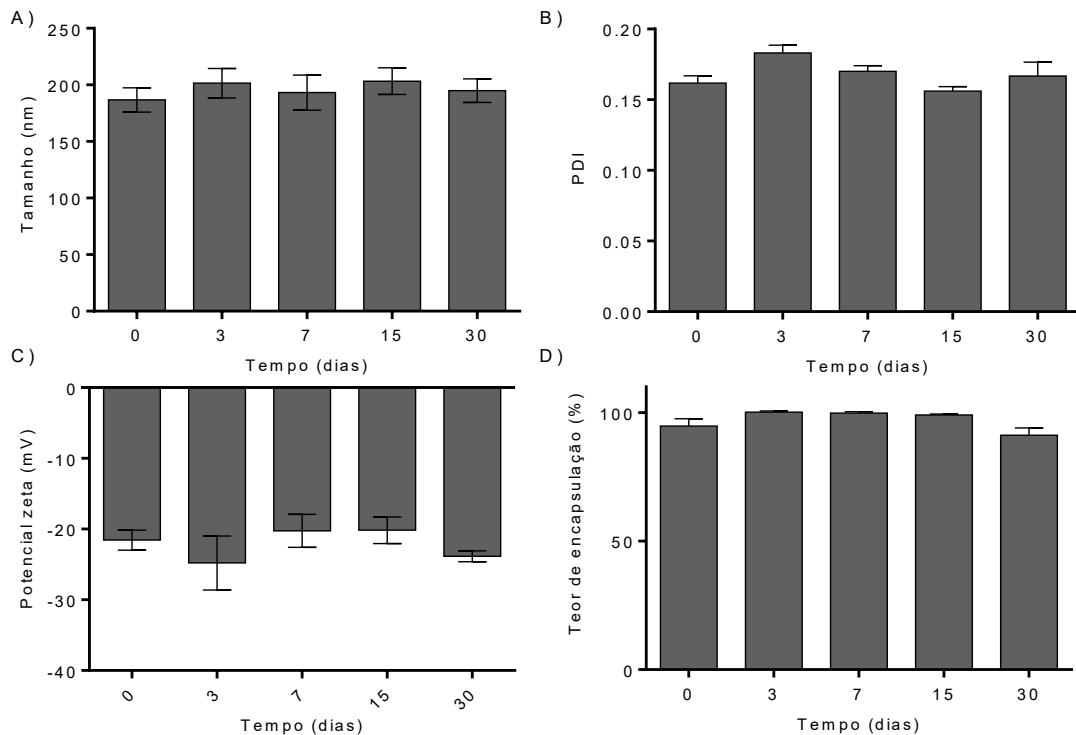 A)
Tamanho (nm)
250
200
150
100
50
0
0 3 7 15 30
Tempo (dias)
B)
PDI
0.20
0.15
0.10
0.05
0.00
0 3 7 15 30
Tempo (dias)
C)
Potencial zeta (mV)
0
-10
-20
-30
-40
0 3 7 15 30
Tempo (dias)
D)
Teor de encapsulação (%)
100
50
0
0 3 7 15 30
Tempo (dias)